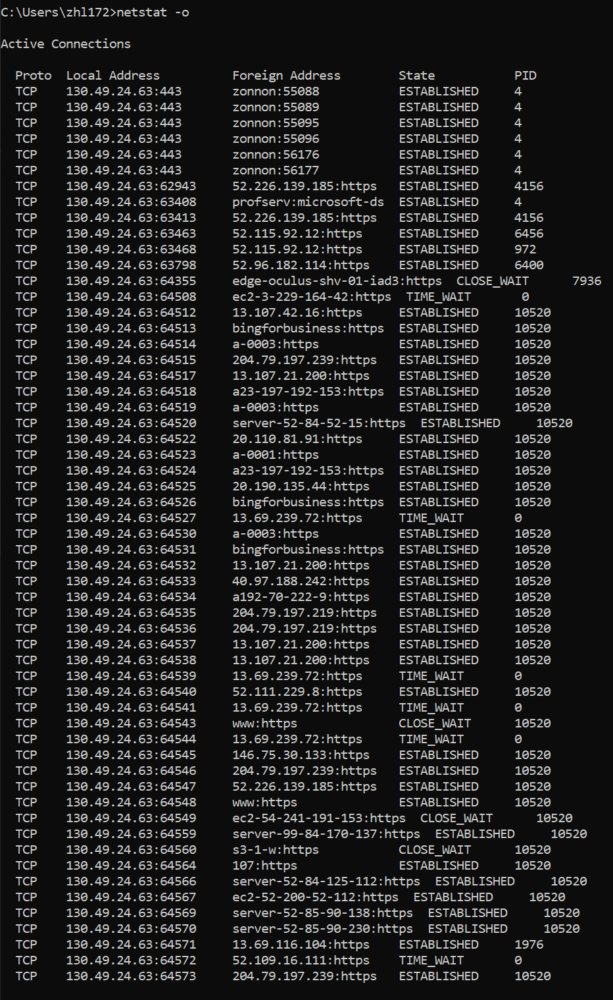 C:\Users\zhl172>netstat -o
Active Connections
Proto  Local Address          Foreign Address        State           PID
TCP    130.49.24.63:443       zonnon:55088           ESTABLISHED     4
TCP    130.49.24.63:443       zonnon:55089           ESTABLISHED     4
TCP    130.49.24.63:443       zonnon:55095           ESTABLISHED     4
TCP    130.49.24.63:443       zonnon:55096           ESTABLISHED     4
TCP    130.49.24.63:443       zonnon:56176           ESTABLISHED     4
TCP    130.49.24.63:443       zonnon:56177           ESTABLISHED     4
TCP    130.49.24.63:62943     52.226.139.185:https   ESTABLISHED     4156
TCP    130.49.24.63:63408     profserv:microsoft-ds  ESTABLISHED     4
TCP    130.49.24.63:63413     52.226.139.185:https   ESTABLISHED     4156
TCP    130.49.24.63:63463     52.115.92.12:https     ESTABLISHED     6456
TCP    130.49.24.63:63468     52.115.92.12:https     ESTABLISHED     972
TCP    130.49.24.63:63798     52.96.182.114:https    ESTABLISHED     6400
TCP    130.49.24.63:64355     edge-oculus-shv-01-iad3:https  CLOSE_WAIT      7936
TCP    130.49.24.63:64508     ec2-3-229-164-42:https  TIME_WAIT       0
TCP    130.49.24.63:64512     13.107.42.16:https     ESTABLISHED     10520
TCP    130.49.24.63:64513     bingforbusiness:https  ESTABLISHED     10520
TCP    130.49.24.63:64514     a-0003:https           ESTABLISHED     10520
TCP    130.49.24.63:64515     204.79.197.239:https   ESTABLISHED     10520
TCP    130.49.24.63:64517     13.107.21.200:https    ESTABLISHED     10520
TCP    130.49.24.63:64518     a23-197-192-153:https  ESTABLISHED     10520
TCP    130.49.24.63:64519     a-0003:https           ESTABLISHED     10520
TCP    130.49.24.63:64520     server-52-84-52-15:https  ESTABLISHED     10520
TCP    130.49.24.63:64522     20.110.81.91:https     ESTABLISHED     10520
TCP    130.49.24.63:64523     a-0001:https           ESTABLISHED     10520
TCP    130.49.24.63:64524     a23-197-192-153:https  ESTABLISHED     10520
TCP    130.49.24.63:64525     20.190.135.44:https    ESTABLISHED     10520
TCP    130.49.24.63:64526     bingforbusiness:https  ESTABLISHED     10520
TCP    130.49.24.63:64527     13.69.239.72:https     TIME_WAIT       0
TCP    130.49.24.63:64530     a-0003:https           ESTABLISHED     10520
TCP    130.49.24.63:64531     bingforbusiness:https  ESTABLISHED     10520
TCP    130.49.24.63:64532     13.107.21.200:https    ESTABLISHED     10520
TCP    130.49.24.63:64533     40.97.188.242:https    ESTABLISHED     10520
TCP    130.49.24.63:64534     a192-70-222-9:https    ESTABLISHED     10520
TCP    130.49.24.63:64535     204.79.197.219:https   ESTABLISHED     10520
TCP    130.49.24.63:64536     204.79.197.219:https   ESTABLISHED     10520
TCP    130.49.24.63:64537     13.107.21.200:https    ESTABLISHED     10520
TCP    130.49.24.63:64538     13.107.21.200:https    ESTABLISHED     10520
TCP    130.49.24.63:64539     13.69.239.72:https     TIME_WAIT       0
TCP    130.49.24.63:64540     52.111.229.8:https     ESTABLISHED     10520
TCP    130.49.24.63:64541     13.69.239.72:https     TIME_WAIT       0
TCP    130.49.24.63:64543     www:https              CLOSE_WAIT      10520
TCP    130.49.24.63:64544     13.69.239.72:https     TIME_WAIT       0
TCP    130.49.24.63:64545     146.75.30.133:https    ESTABLISHED     10520
TCP    130.49.24.63:64546     204.79.197.239:https   ESTABLISHED     10520
TCP    130.49.24.63:64547     52.226.139.185:https   ESTABLISHED     10520
TCP    130.49.24.63:64548     www:https              ESTABLISHED     10520
TCP    130.49.24.63:64549     ec2-54-241-191-153:https  CLOSE_WAIT      10520
TCP    130.49.24.63:64559     server-99-84-170-137:https  ESTABLISHED     10520
TCP    130.49.24.63:64560     s3-1-w:https           CLOSE_WAIT      10520
TCP    130.49.24.63:64564     107:https              ESTABLISHED     10520
TCP    130.49.24.63:64566     server-52-84-125-112:https  ESTABLISHED     10520
TCP    130.49.24.63:64567     ec2-52-200-52-112:https  ESTABLISHED     10520
TCP    130.49.24.63:64569     server-52-85-90-138:https  ESTABLISHED     10520
TCP    130.49.24.63:64570     server-52-85-90-230:https  ESTABLISHED     10520
TCP    130.49.24.63:64571     13.69.116.104:https    ESTABLISHED     1976
TCP    130.49.24.63:64572     52.109.16.111:https    TIME_WAIT       0
TCP    130.49.24.63:64573     204.79.197.239:https   ESTABLISHED     10520